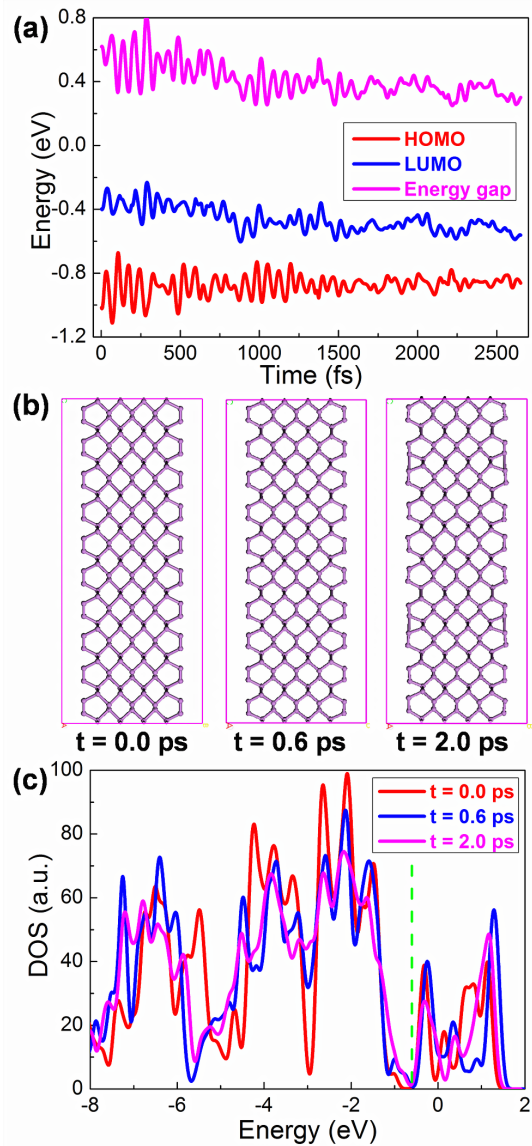 (a)
0.8
0.4
0.0
-0.4
-0.8
-1.2
Energy (eV)
HOMO
LUMO
Energy gap
0
500
1000
1500
2000
2500
Time (fs)
(b)
t = 0.0 ps
t = 0.6 ps
t = 2.0 ps
(c)
100
80
60
40
20
0
DOS (a.u.)
t = 0.0 ps
t = 0.6 ps
t = 2.0 ps
-8
-6
-4
-2
0
2
Energy (eV)